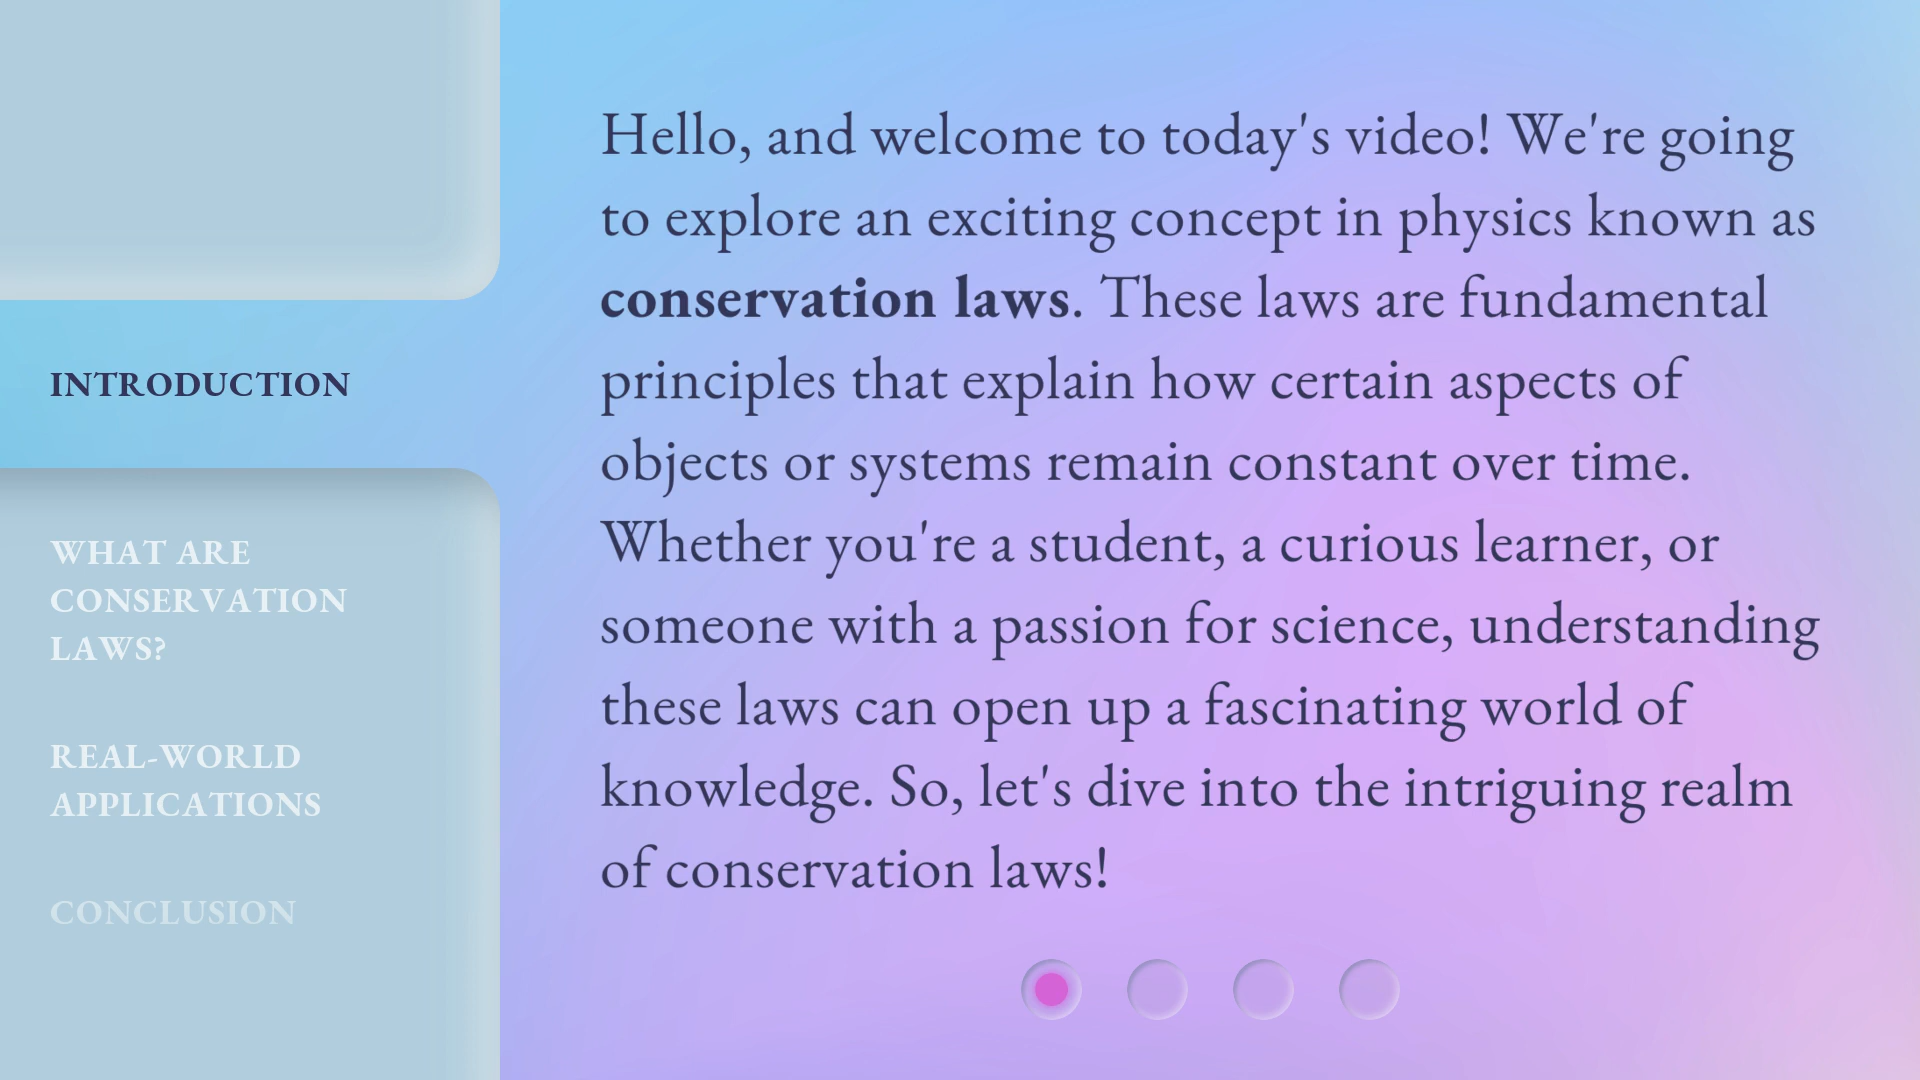 INTRODUCTION
WHAT ARE
CONSERVATION
LAWS?
REAL-WORLD
APPLICATIONS
CONCLUSION
Hello, and welcome to today's video! We're going
to explore an exciting concept in physics known as
conservation laws. These laws are fundamental
principles that explain how certain aspects of
objects or systems remain constant over time.
Whether you're a student, a curious learner, or
someone with a passion for science, understanding
these laws can open up a fascinating world of
knowledge. So, let's dive into the intriguing realm
of conservation laws!